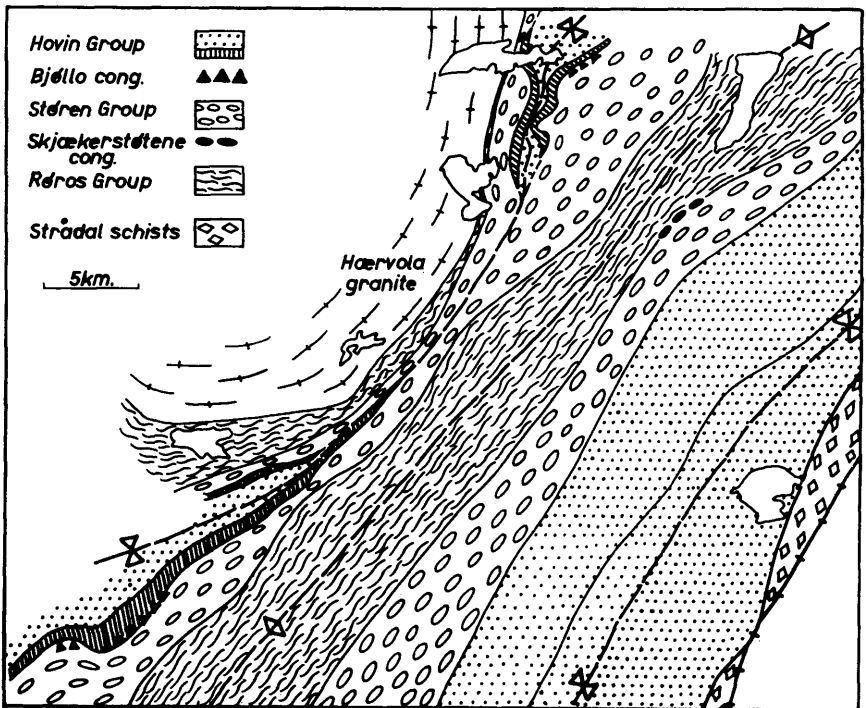 Hovin Group
Bjøllo cong.
Støren Group
Skjækerstøtene
cong.
Røros Group
Strådal schists
5km.
Hærvola
granite